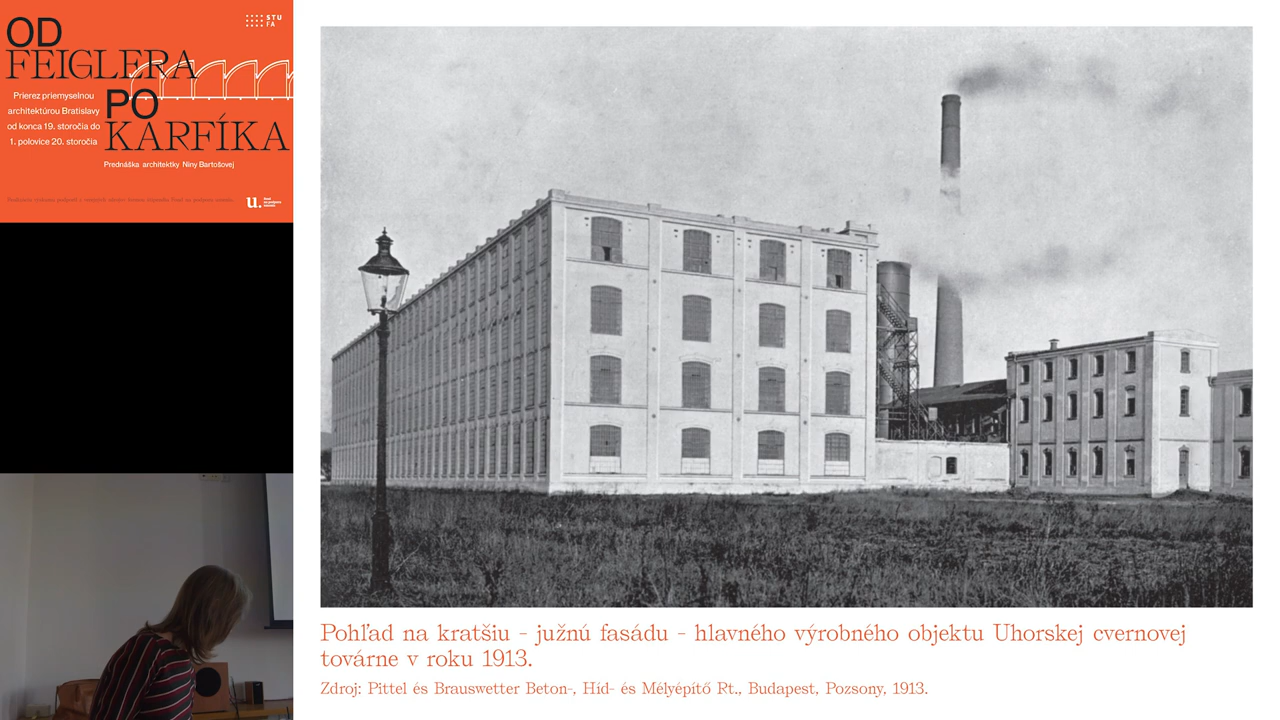 STU
FA
OD
FEIGLERA
PO
KARFÍKA
Prierez priemyselnou
architektúrou Bratislavy
od konca 19. storočia do
1. polovice 20. storočia
Prednáška architektky Niny Bartošovej
u.
Pohľad na kratšiu - južnú fasádu - hlavného výrobného objektu Uhorskej cvernovej
továrne v roku 1913.
Zdroj: Pittel és Brauswetter Beton-, Híd- és Mélyépítő Rt., Budapest, Pozsony, 1913.